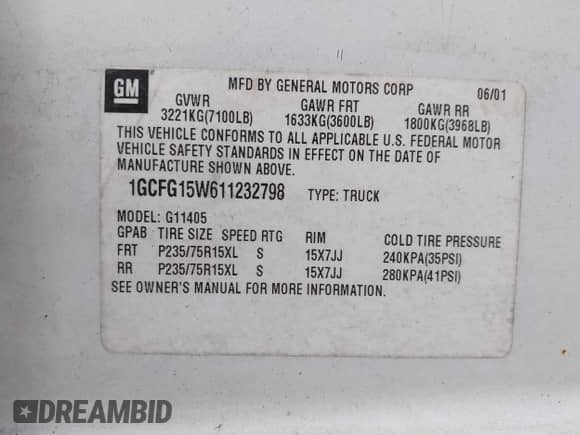 GM
MFD BY GENERAL MOTORS CORP 06/01
GVWR GAWR FRT GAWR RR
3221KG(7100LB) 1633KG(3600LB) 1800KG(3968LB)
THIS VEHICLE CONFORMS TO ALL APPLICABLE U.S. FEDERAL MOTOR
VEHICLE SAFETY STANDARDS IN EFFECT ON THE DATE OF
MANUFACTURE SHOWN ABOVE.
1GCFG15W611232798 TYPE: TRUCK
MODEL: G11405
GPAB TIRE SIZE SPEED RTG RIM COLD TIRE PRESSURE
FRT P235/75R15XL S 15X7JJ 240KPA(35PSI)
RR P235/75R15XL S 15X7JJ 280KPA(41PSI)
SEE OWNER'S MANUAL FOR MORE INFORMATION.
DREAMBID